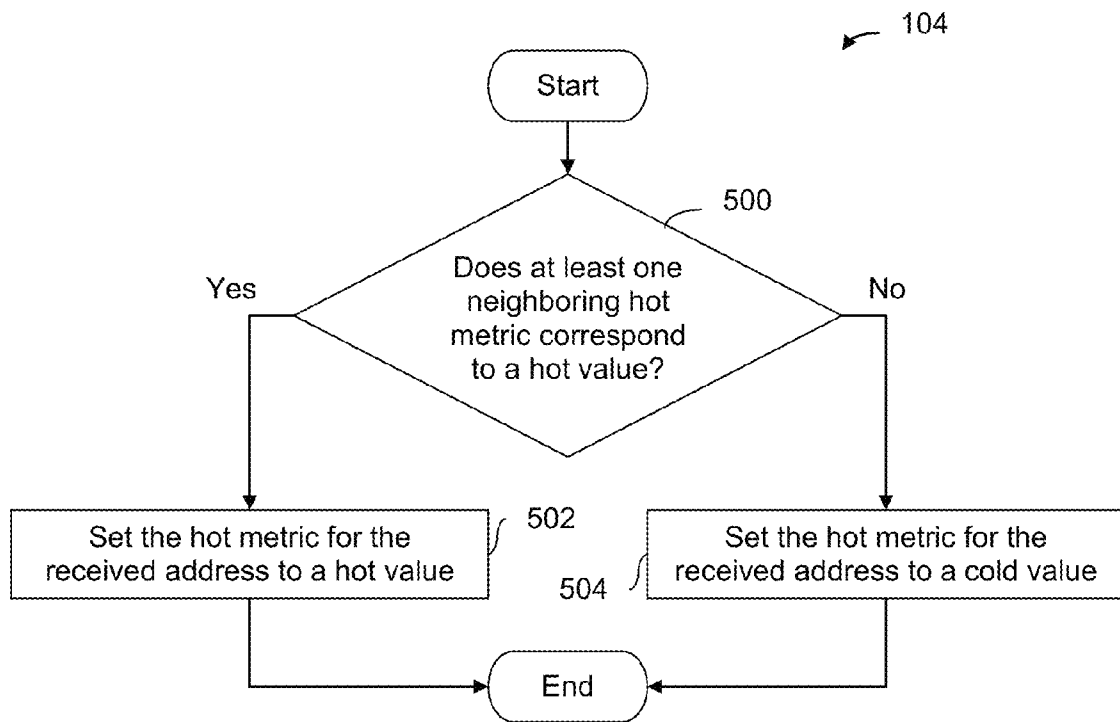 104
Start
500
Does at least one
neighboring hot
metric correspond
to a hot value?
Yes
No
Set the hot metric for the
received address to a hot value
502
Set the hot metric for the
received address to a cold value
504
End